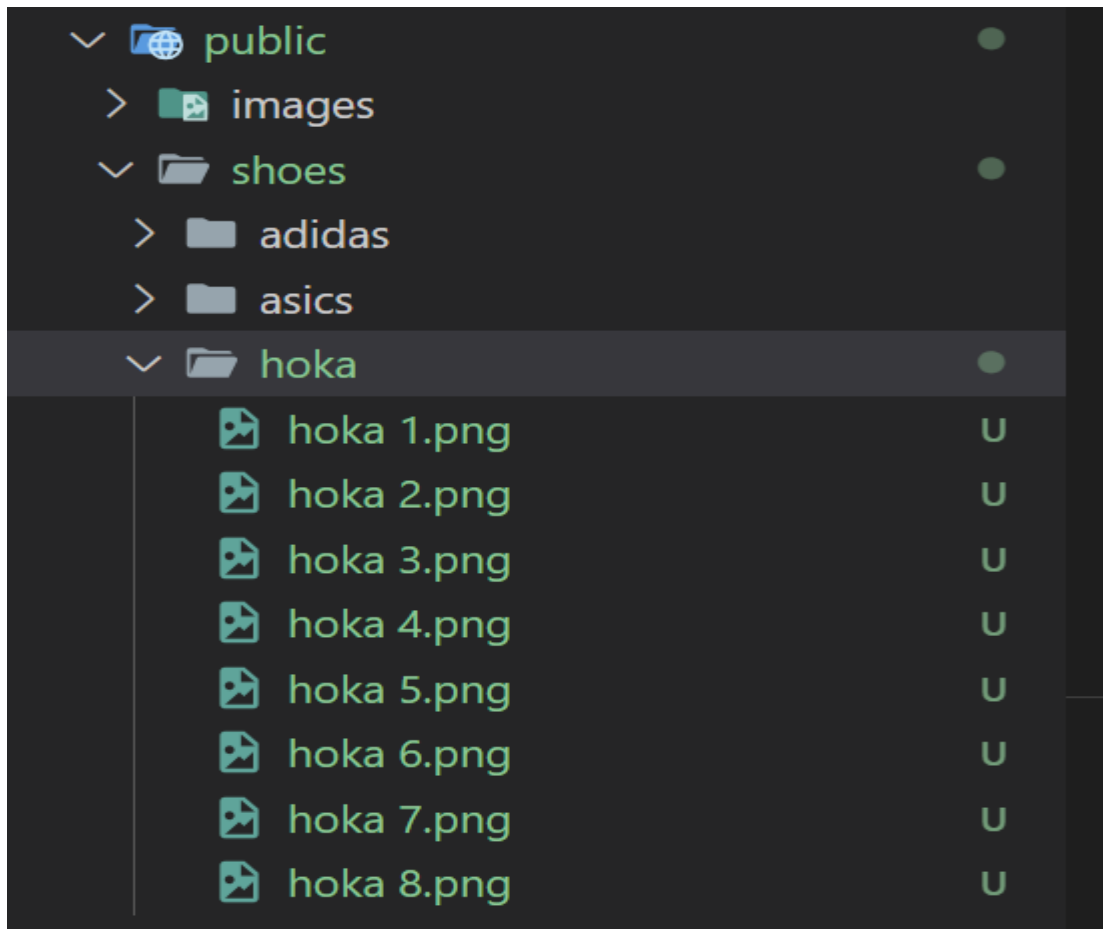 public
images
shoes
adidas
asics
hoka
hoka 1.png U
hoka 2.png U
hoka 3.png U
hoka 4.png U
hoka 5.png U
hoka 6.png U
hoka 7.png U
hoka 8.png U